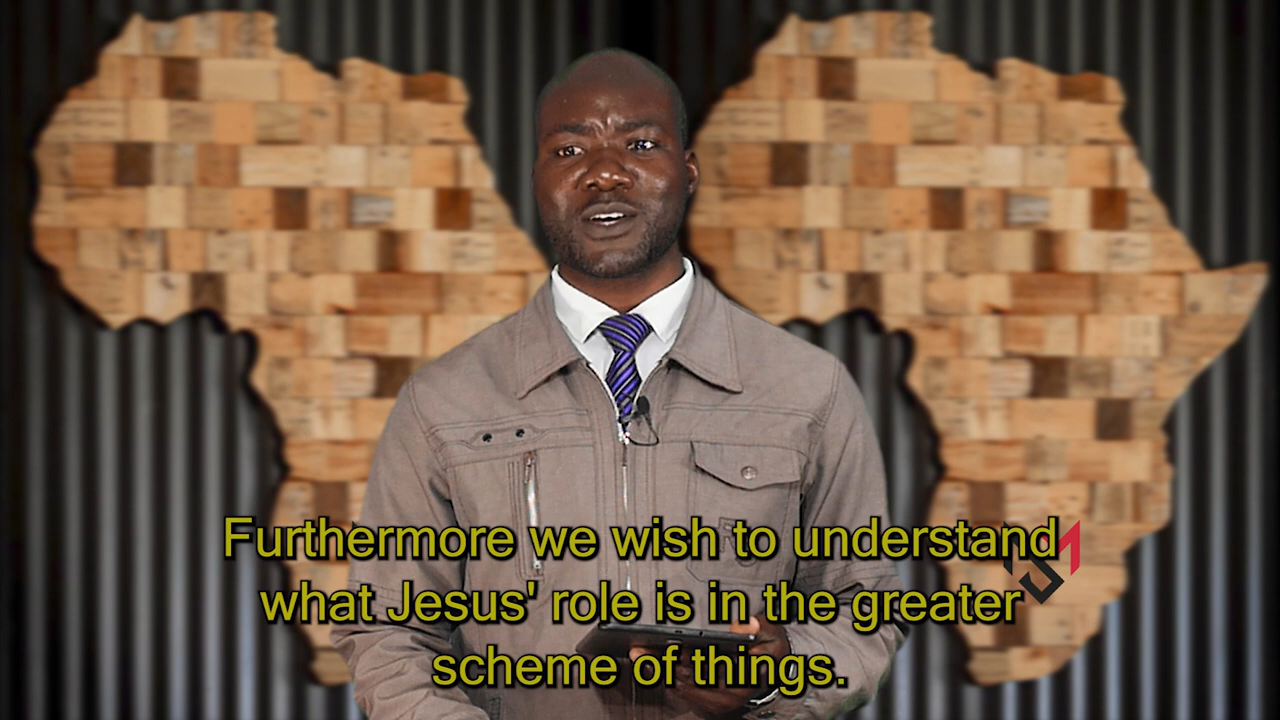 Furthermore we wish to understand
what Jesus' role is in the greater
scheme of things.